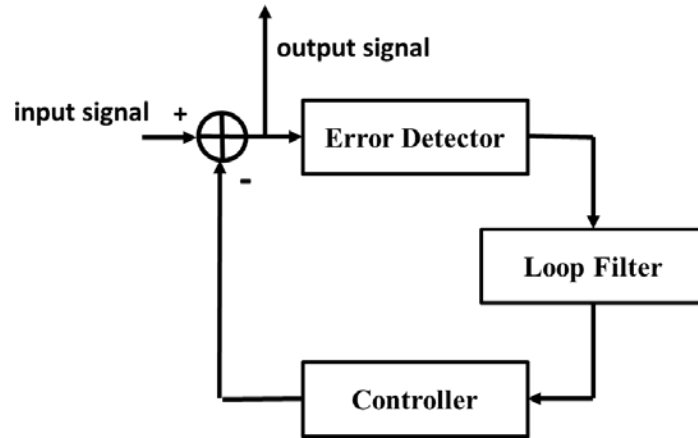 output signal
input signal
+
-
Error Detector
Loop Filter
Controller